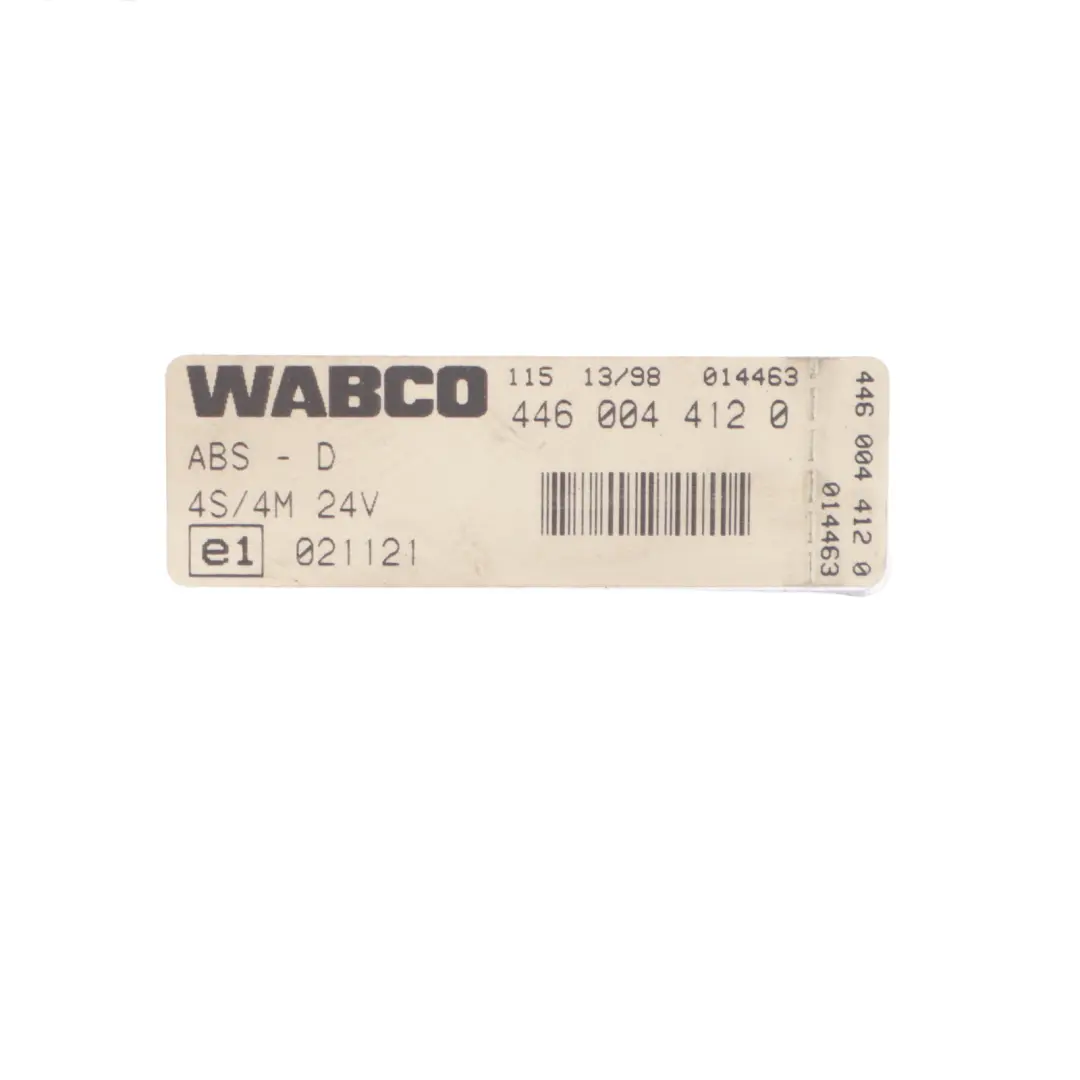 WABCO 115 13/98 014463
446 004 412 0
ABS - D
4S/4M 24V
e1 021121
446 004 412 0
014463